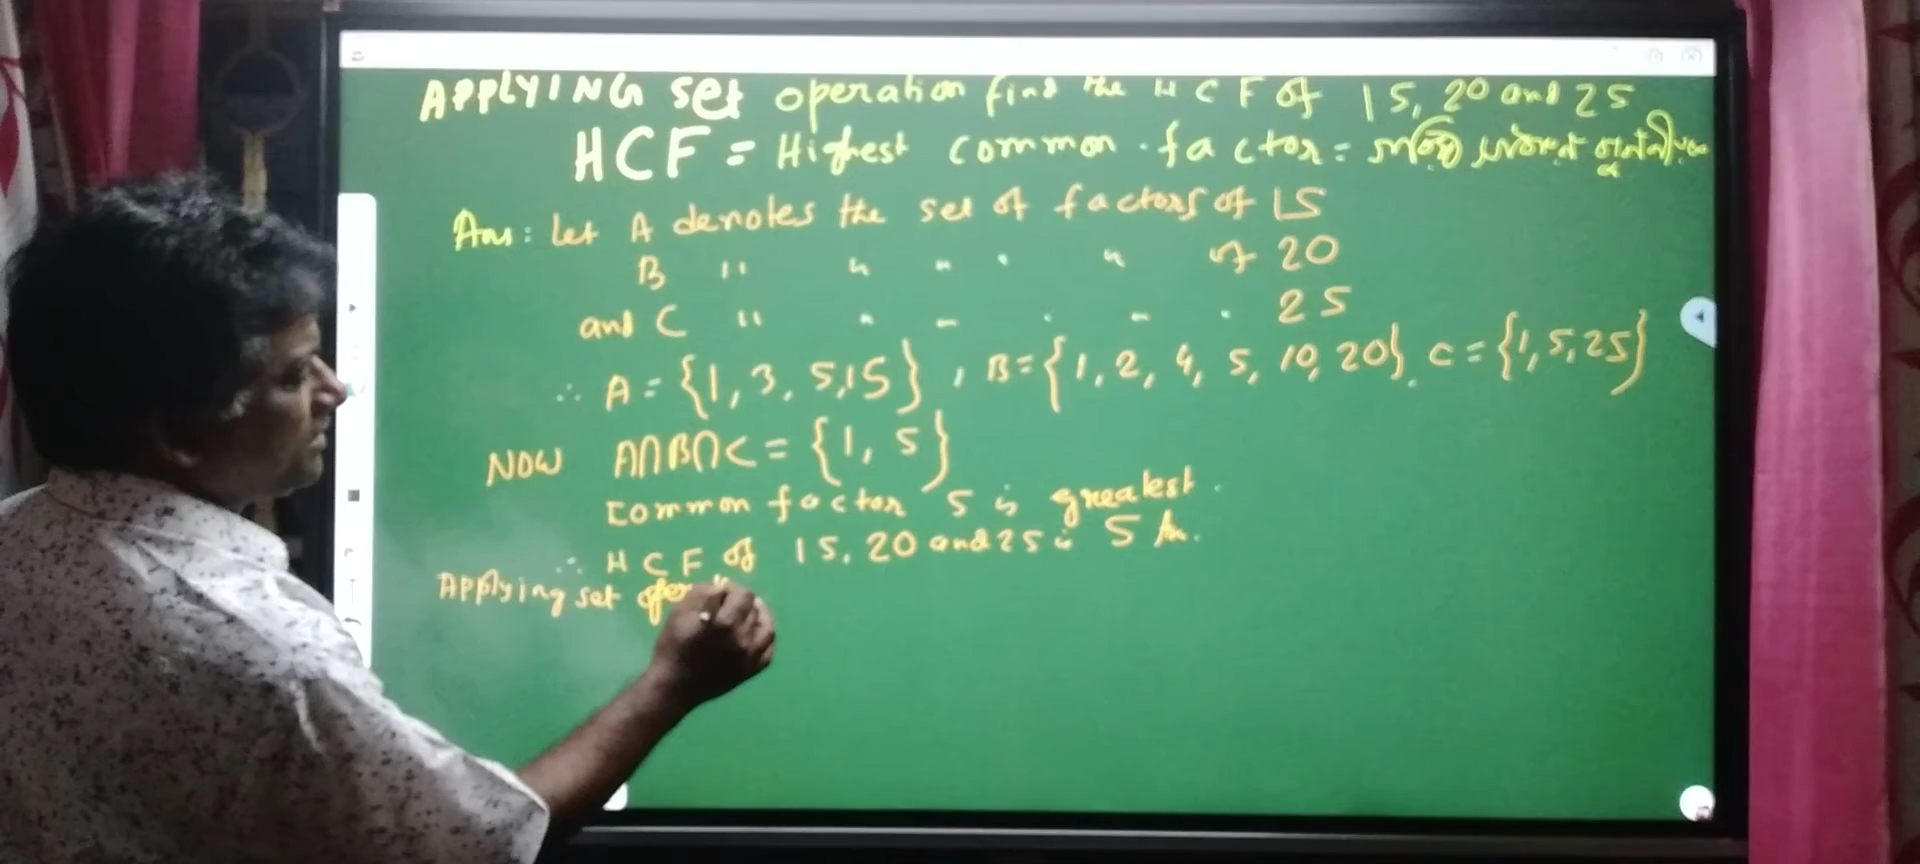 APPLYING set operation find the HCF of 15, 20 and 25
HCF = Highest common factor =
Ans : Let A denotes the set of factors of 15
B " " " " " of 20
and C " " " " " " 25
∴ A = {1, 3, 5, 15} , B = {1, 2, 4, 5, 10, 20}, C = {1, 5, 25}
NOW A∩B∩C = {1, 5}
common factor 5 is greatest.
∴ HCF of 15, 20 and 25 is 5 An.
Applying set